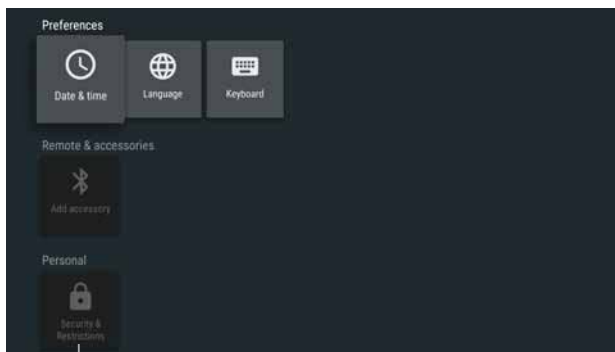 Preferences
Date & time
Language
Keyboard
Remote & accessories
Add accessory
Personal
Security &
Restrictions